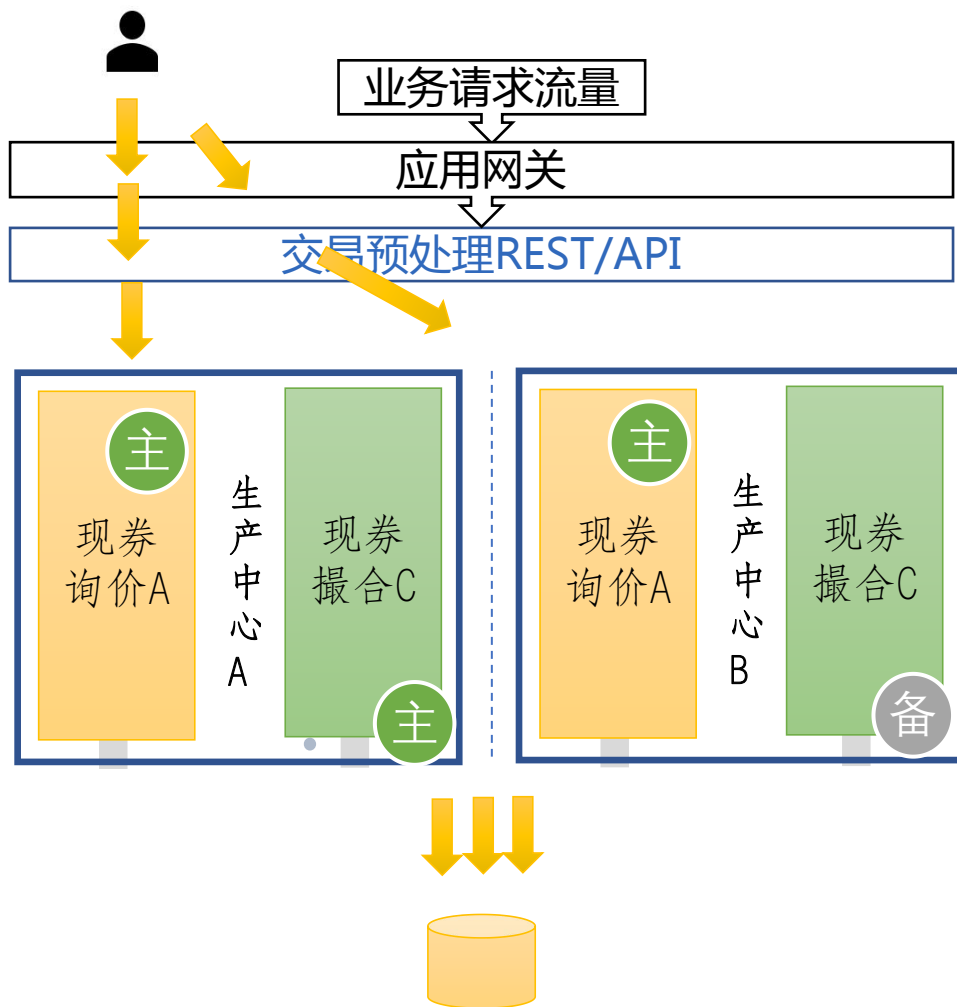 业务请求流量
应用网关
交易预处理REST/API
主
现券
询价A
生产中心A
现券
撮合C
主
主
现券
询价A
生产中心B
现券
撮合C
备